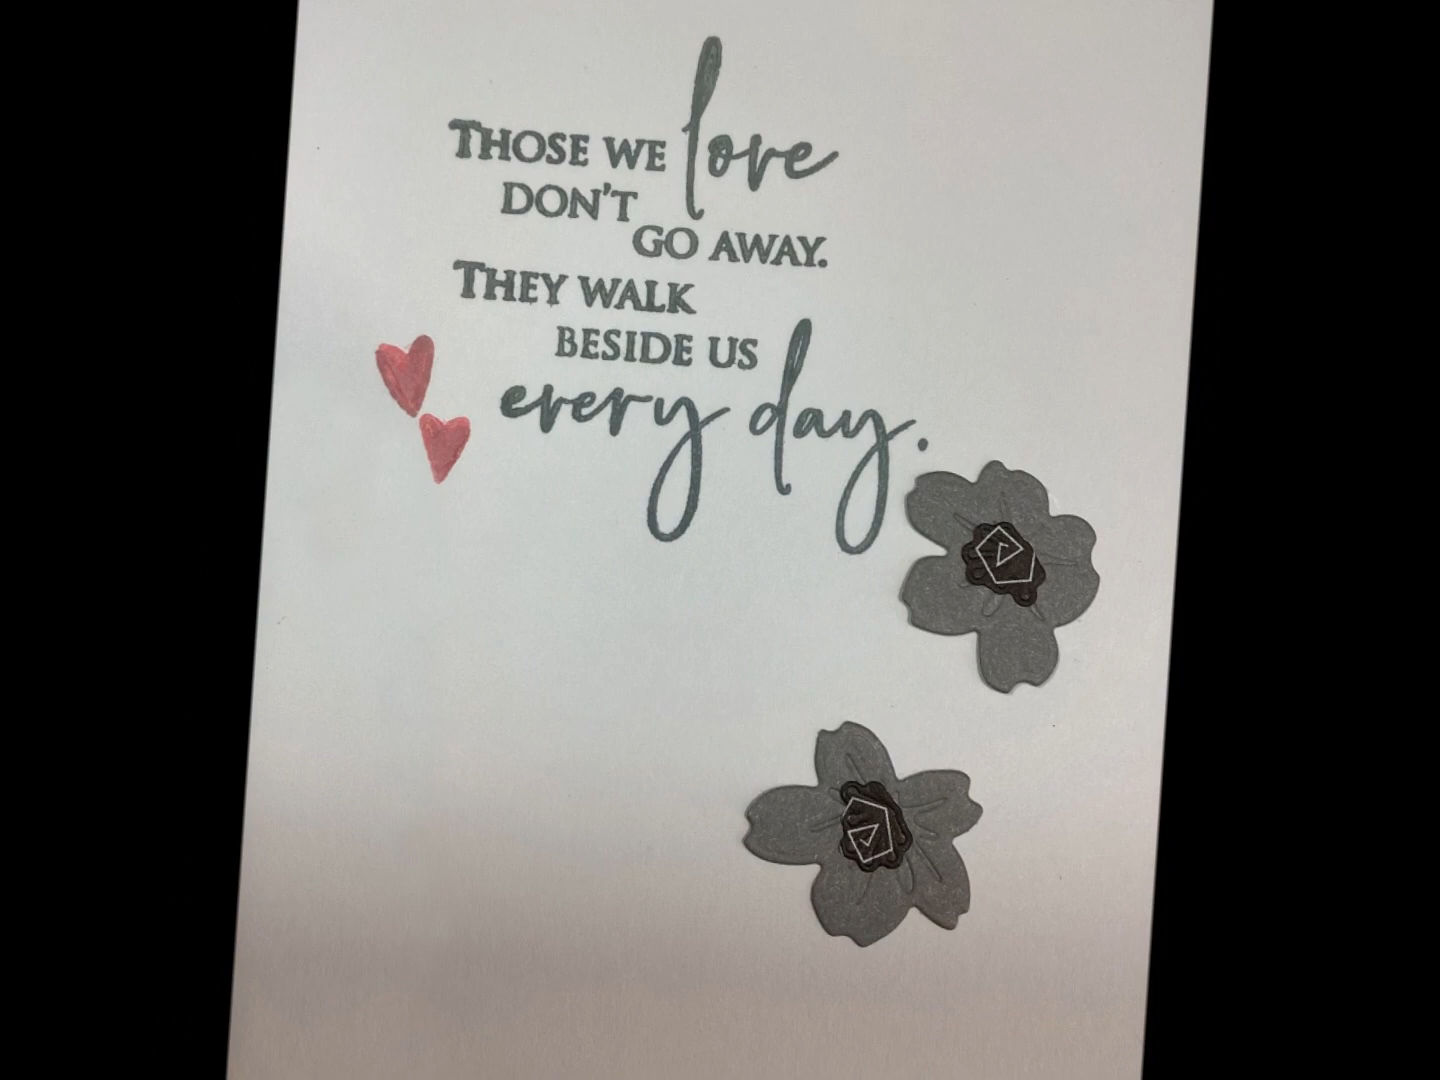 THOSE WE love
DON'T
GO AWAY.
THEY WALK
BESIDE US
every day.